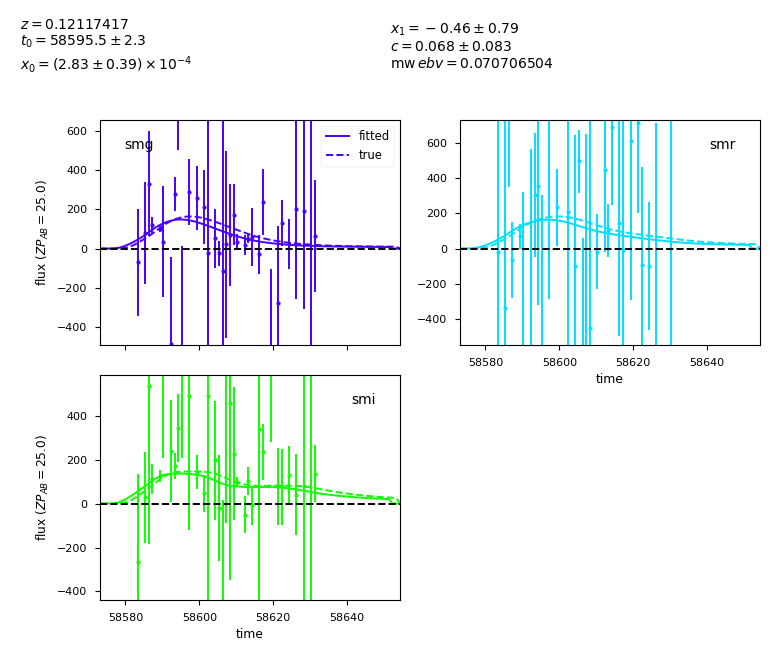 z = 0.12117417
t0 = 58595.5 ± 2.3
x0 = (2.83 ± 0.39) × 10⁻⁴
x1 = −0.46 ± 0.79
c = 0.068 ± 0.083
mwebv = 0.070706504
smg
fitted
true
600
400
200
0
−200
−400
flux (ZP_AB = 25.0)
smr
600
400
200
0
−200
−400
58580 58600 58620 58640
time
smi
400
200
0
−200
−400
flux (ZP_AB = 25.0)
58580 58600 58620 58640
time